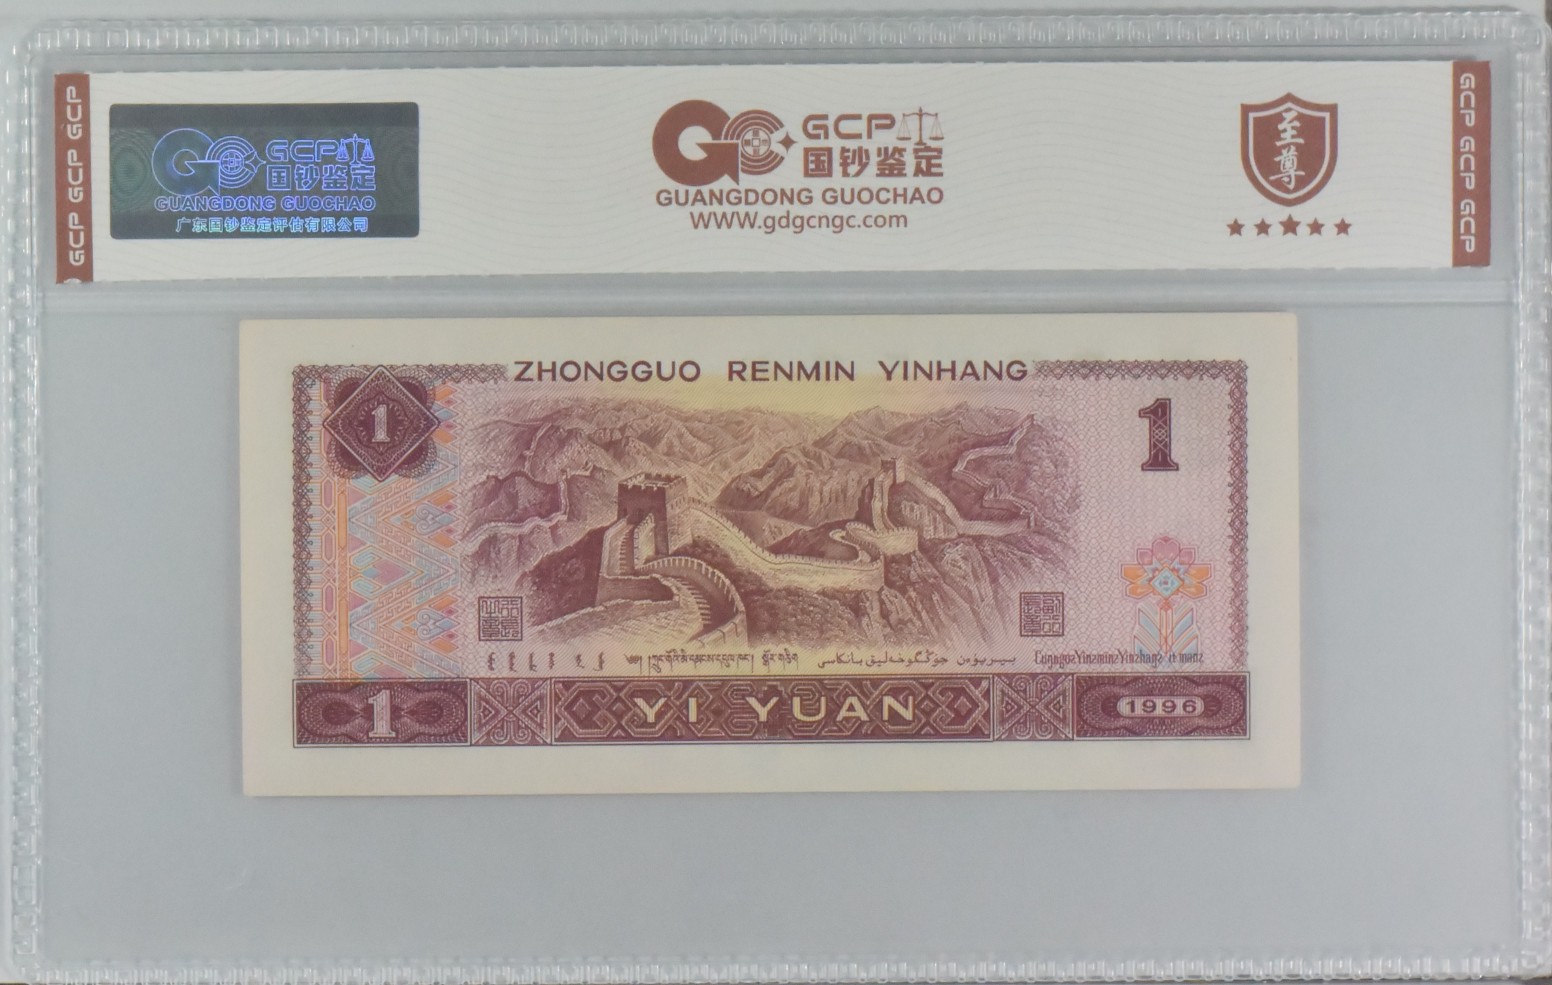 GCP GCP GCP
GCP
国钞鉴定
GUANGDONG GUOCHAO
广东国钞鉴定评估有限公司
GCP
国钞鉴定
GUANGDONG GUOCHAO
WWW.gdgcngc.com
至尊
GCP GCP GCP
ZHONGGUO RENMIN YINHANG
1
1
1
YI YUAN
1996